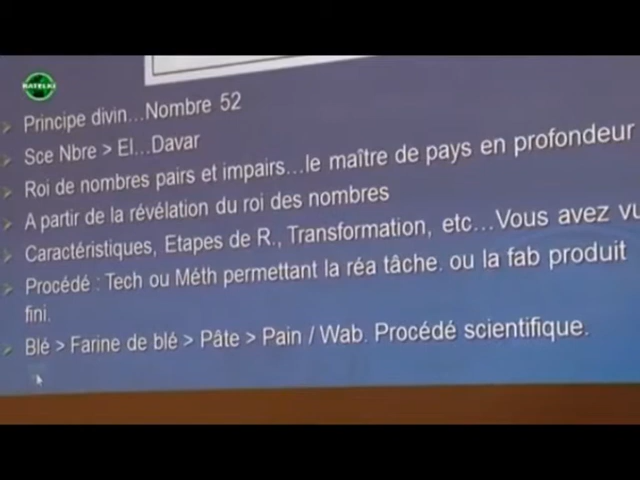 BATELKI
Principe divin...Nombre 52
Sce Nbre > El...Davar
Roi de nombres pairs et impairs...le maître de pays en profondeur
A partir de la révélation du roi des nombres
Caractéristiques, Etapes de R., Transformation, etc...Vous avez vu
Procédé : Tech ou Méth permettant la réa tâche. ou la fab produit
fini.
Blé > Farine de blé > Pâte > Pain / Wab. Procédé scientifique.